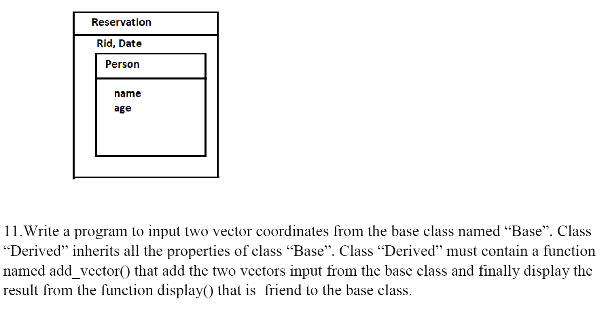 Reservation
Rid, Date
Person
name
age
11.Write a program to input two vector coordinates from the base class named “Base”. Class
“Derived” inherits all the properties of class “Base”. Class “Derived” must contain a function
named add_vector() that add the two vectors input from the base class and finally display the
result from the function display() that is friend to the base class.